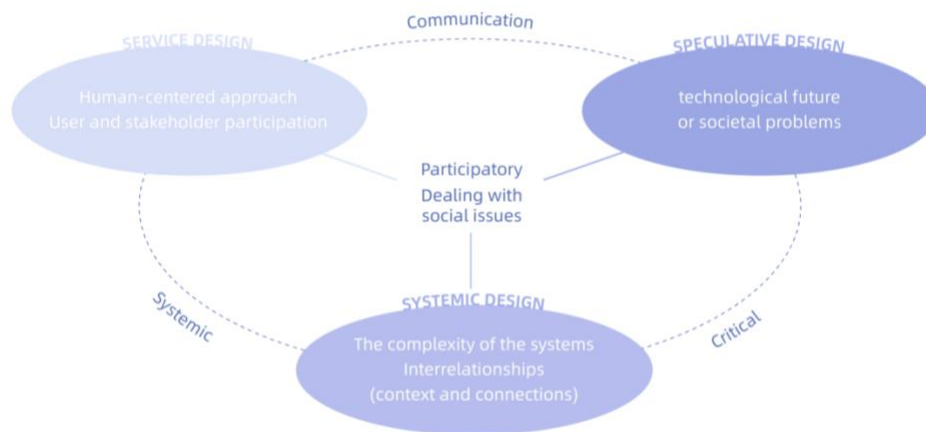 Communication
SERVICE DESIGN
SPECULATIVE DESIGN
Human-centered approach
User and stakeholder participation
technological future
or societal problems
Participatory
Dealing with
social issues
Systemic
SYSTEMIC DESIGN
Critical
The complexity of the systems
Interrelationships
(context and connections)